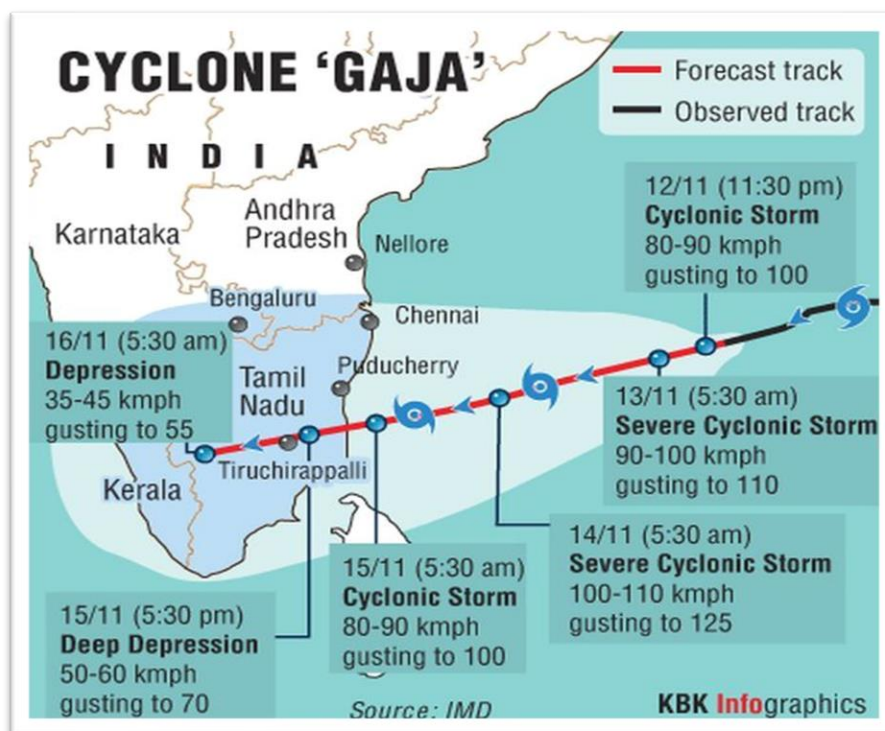 CYCLONE 'GAJA'
Forecast track
Observed track
INDIA
12/11 (11:30 pm)
Cyclonic Storm
80-90 kmph
gusting to 100
Karnataka
Andhra
Pradesh
Nellore
Bengaluru
Chennai
16/11 (5:30 am)
Depression
35-45 kmph
gusting to 55
Tamil
Nadu
Puducherry
13/11 (5:30 am)
Severe Cyclonic Storm
90-100 kmph
gusting to 110
Kerala
Tiruchirappalli
14/11 (5:30 am)
Severe Cyclonic Storm
100-110 kmph
gusting to 125
15/11 (5:30 am)
Cyclonic Storm
80-90 kmph
gusting to 100
15/11 (5:30 pm)
Deep Depression
50-60 kmph
gusting to 70
Source: IMD
KBK Infographics